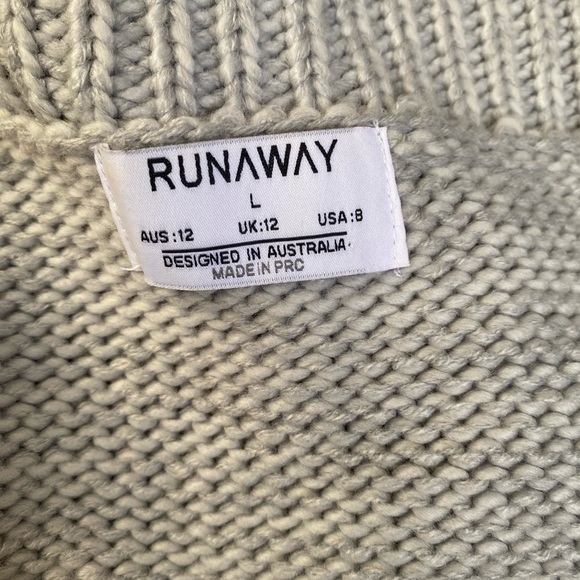 RUNAWAY
L
AUS:12 UK:12 USA:8
DESIGNED IN AUSTRALIA
MADE IN PRC